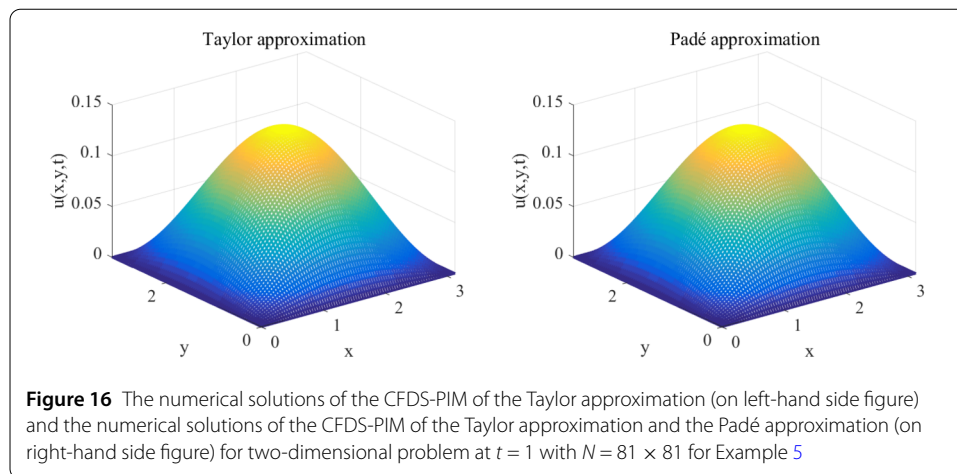 Taylor approximation
0.15
0.1
0.05
0
u(x,y,t)
2
0
y
0
1
2
3
x
Padé approximation
0.15
0.1
0.05
0
u(x,y,t)
2
0
y
0
1
2
3
x
Figure 16 The numerical solutions of the CFDS-PIM of the Taylor approximation (on left-hand side figure)
and the numerical solutions of the CFDS-PIM of the Taylor approximation and the Padé approximation (on
right-hand side figure) for two-dimensional problem at t = 1 with N = 81 × 81 for Example 5